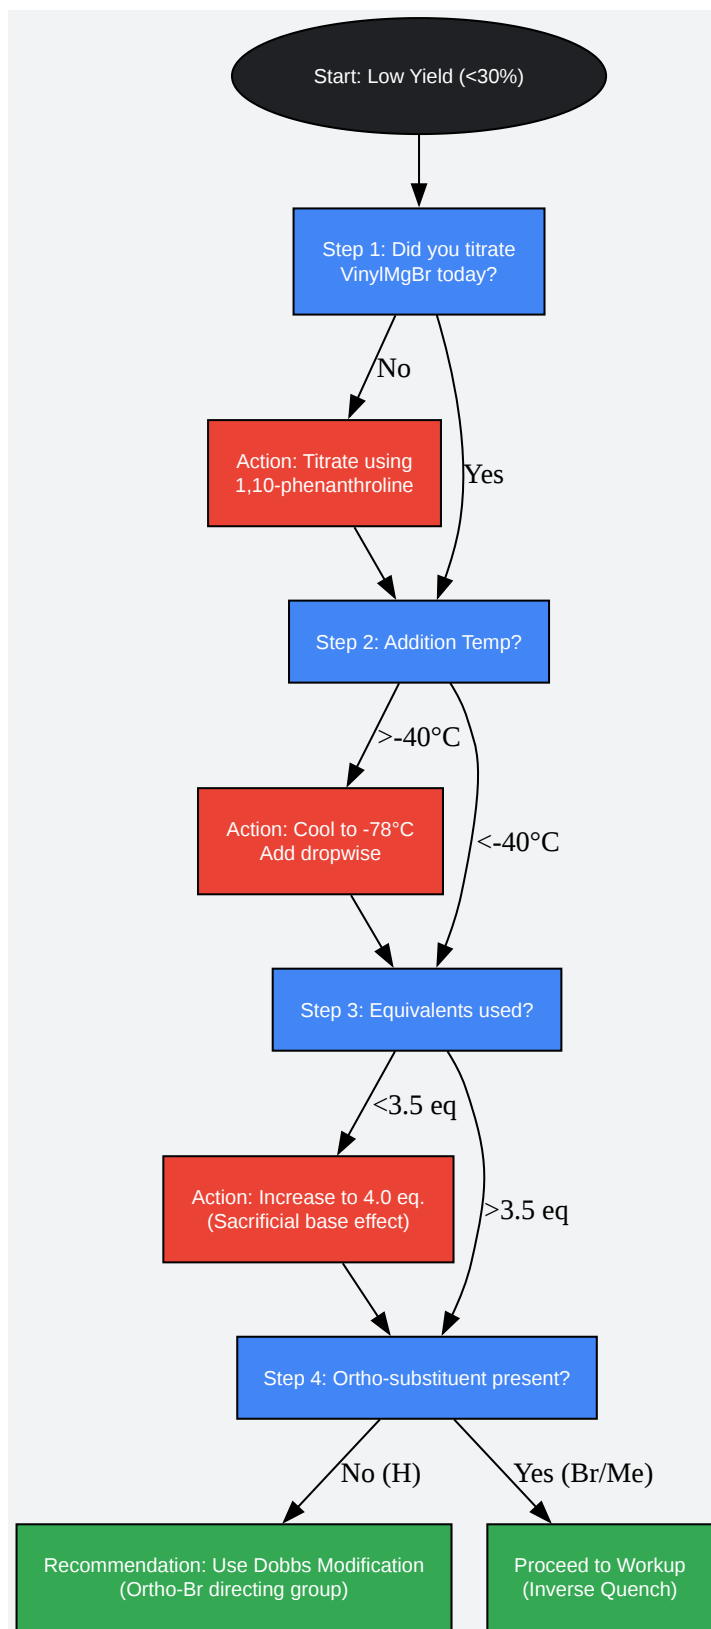 Start: Low Yield (<30%)
Step 1: Did you titrate
VinylMgBr today?
No
Yes
Action: Titrate using
1,10-phenanthroline
Step 2: Addition Temp?
>-40°C
<-40°C
Action: Cool to -78°C
Add dropwise
Step 3: Equivalents used?
<3.5 eq
>3.5 eq
Action: Increase to 4.0 eq.
(Sacrificial base effect)
Step 4: Ortho-substituent present?
No (H)
Yes (Br/Me)
Recommendation: Use Dobbs Modification
(Ortho-Br directing group)
Proceed to Workup
(Inverse Quench)